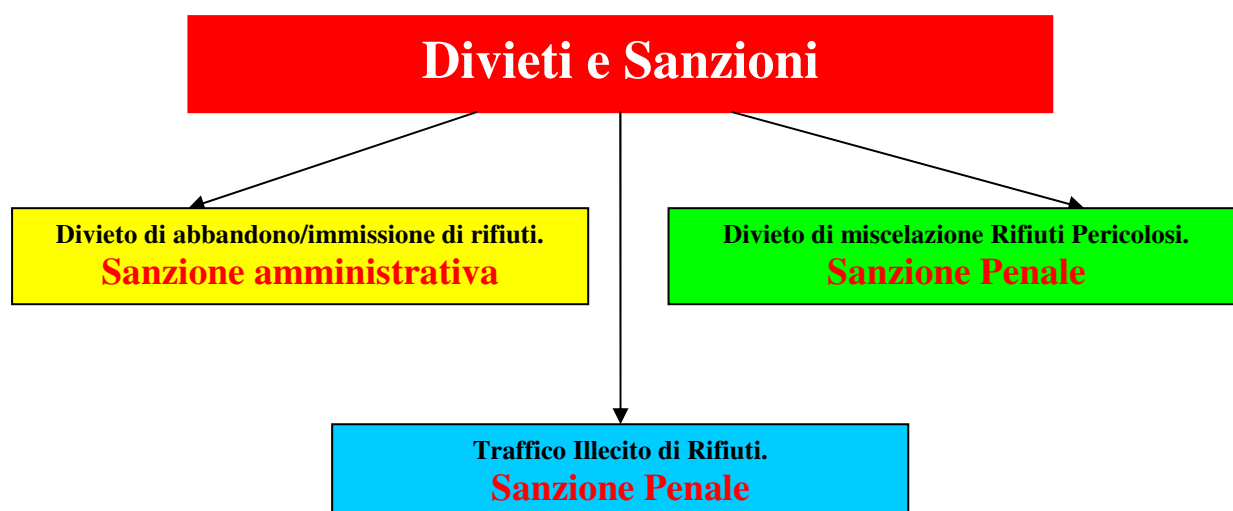 Divieti e Sanzioni
Divieto di abbandono/immissione di rifiuti.
Sanzione amministrativa
Divieto di miscelazione Rifiuti Pericolosi.
Sanzione Penale
Traffico Illecito di Rifiuti.
Sanzione Penale